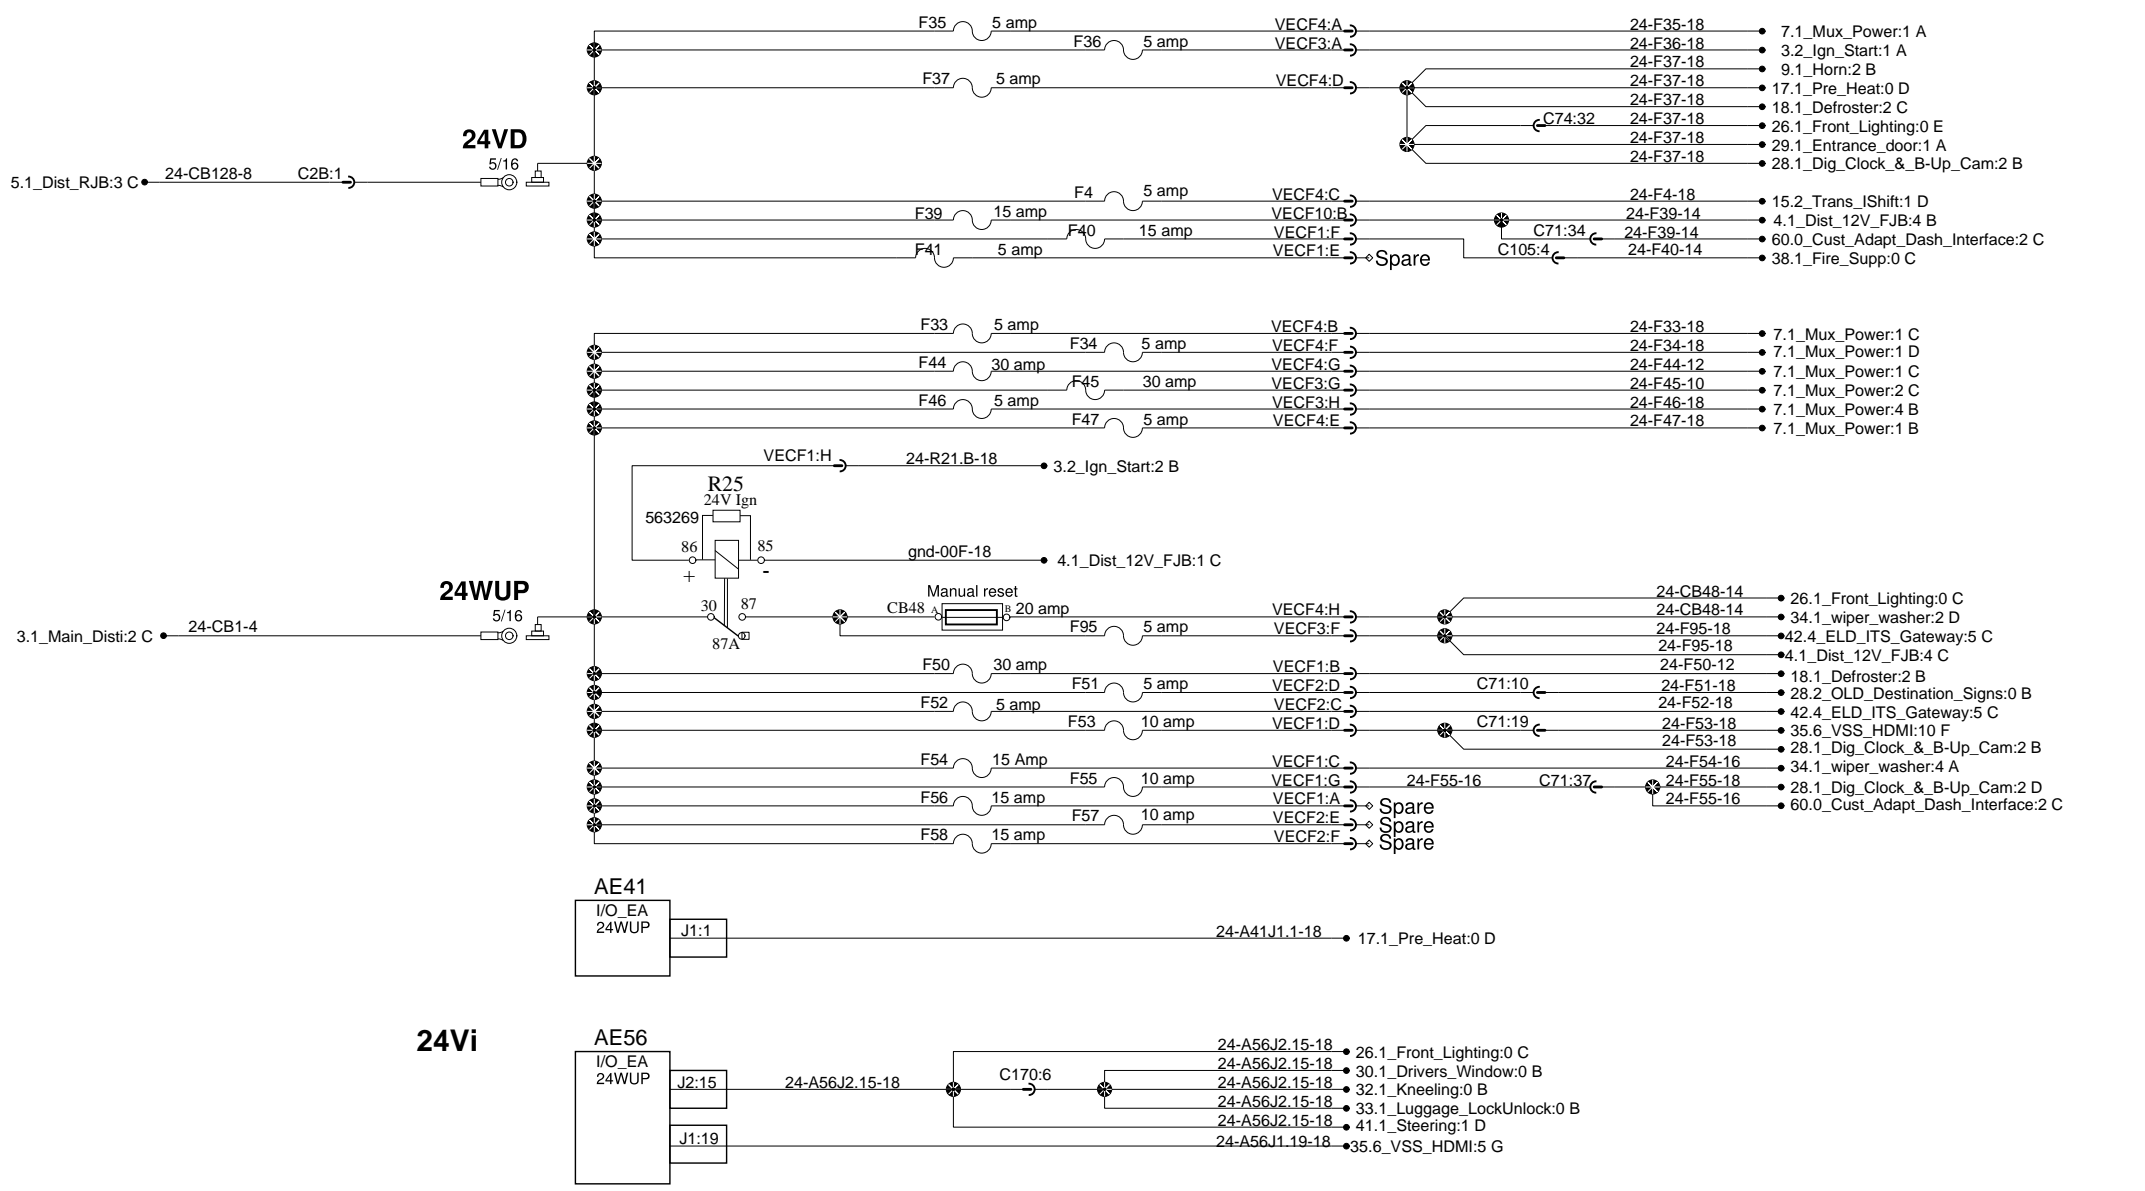 F35 5 amp VECF4:A 24-F35-18 7.1_Mux_Power:1 A
F36 5 amp VECF3:A 24-F36-18 3.2_Ign_Start:1 A
24-F37-18 9.1_Horn:2 B
F37 5 amp VECF4:D 24-F37-18 17.1_Pre_Heat:0 D
24-F37-18 18.1_Defroster:2 C
C74:32 24-F37-18 26.1_Front_Lighting:0 E
24VD
24-F37-18 29.1_Entrance_door:1 A
5/16 24-F37-18 28.1_Dig_Clock_&_B-Up_Cam:2 B
5.1_Dist_RJB:3 C 24-CB128-8 C2B:1
F4 5 amp VECF4:C 24-F4-18 15.2_Trans_IShift:1 D
F39 15 amp VECF10:B 24-F39-14 4.1_Dist_12V_FJB:4 B
F40 15 amp VECF1:F C71:34 24-F39-14 60.0_Cust_Adapt_Dash_Interface:2 C
F41 5 amp VECF1:E Spare C105:4 24-F40-14 38.1_Fire_Supp:0 C
F33 5 amp VECF4:B 24-F33-18 7.1_Mux_Power:1 C
F34 5 amp VECF4:F 24-F34-18 7.1_Mux_Power:1 D
F44 30 amp VECF4:G 24-F44-12 7.1_Mux_Power:1 C
F45 30 amp VECF3:G 24-F45-10 7.1_Mux_Power:2 C
F46 5 amp VECF3:H 24-F46-18 7.1_Mux_Power:4 B
F47 5 amp VECF4:E 24-F47-18 7.1_Mux_Power:1 B
VECF1:H 24-R21.B-18 3.2_Ign_Start:2 B
R25
24V Ign
563269
86 85 gnd-00F-18 4.1_Dist_12V_FJB:1 C
+ -
24WUP
Manual reset
24-CB48-14 26.1_Front_Lighting:0 C
5/16 30 87 CB48 A B 20 amp VECF4:H 24-CB48-14 34.1_wiper_washer:2 D
3.1_Main_Disti:2 C 24-CB1-4 87A F95 5 amp VECF3:F 24-F95-18 42.4_ELD_ITS_Gateway:5 C
24-F95-18 4.1_Dist_12V_FJB:4 C
F50 30 amp VECF1:B 24-F50-12 18.1_Defroster:2 B
F51 5 amp VECF2:D C71:10 24-F51-18 28.2_OLD_Destination_Signs:0 B
F52 5 amp VECF2:C 24-F52-18 42.4_ELD_ITS_Gateway:5 C
F53 10 amp VECF1:D C71:19 24-F53-18 35.6_VSS_HDMI:10 F
24-F53-18 28.1_Dig_Clock_&_B-Up_Cam:2 B
F54 15 Amp VECF1:C 24-F54-16 34.1_wiper_washer:4 A
F55 10 amp VECF1:G 24-F55-16 C71:37 24-F55-18 28.1_Dig_Clock_&_B-Up_Cam:2 D
F56 15 amp VECF1:A Spare 24-F55-16 60.0_Cust_Adapt_Dash_Interface:2 C
F57 10 amp VECF2:E Spare
F58 15 amp VECF2:F Spare
AE41
I/O_EA
24WUP
J1:1 24-A41J1.1-18 17.1_Pre_Heat:0 D
24Vi
AE56
I/O_EA
24WUP
24-A56J2.15-18 26.1_Front_Lighting:0 C
C170:6 24-A56J2.15-18 30.1_Drivers_Window:0 B
J2:15 24-A56J2.15-18 24-A56J2.15-18 32.1_Kneeling:0 B
24-A56J2.15-18 33.1_Luggage_LockUnlock:0 B
24-A56J2.15-18 41.1_Steering:1 D
J1:19 24-A56J1.19-18 35.6_VSS_HDMI:5 G